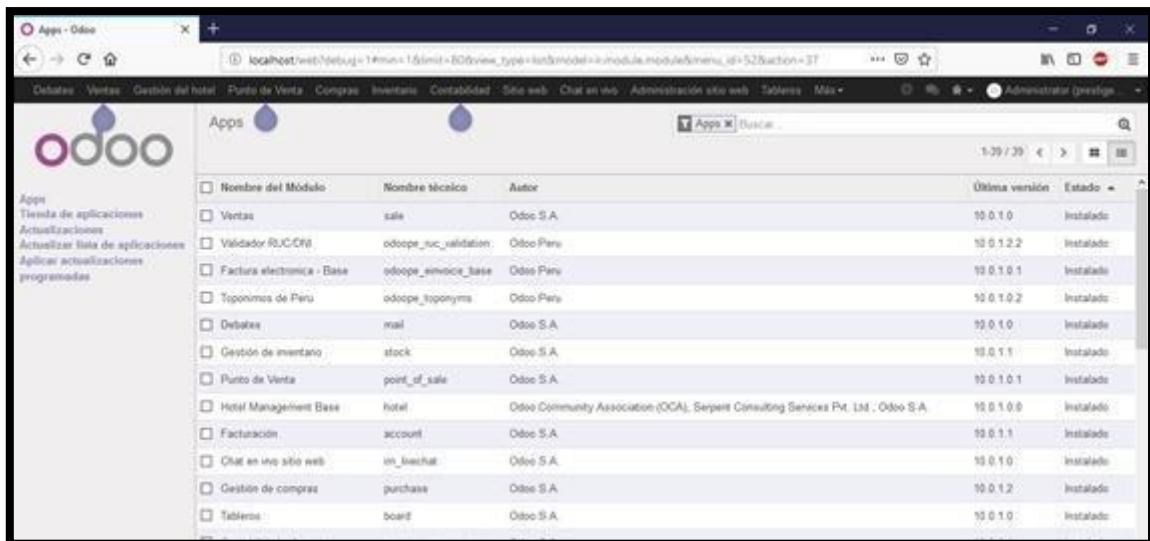 Apps - Odoo
localhost/web?debug=1#min=1&limit=80&view_type=list&model=ir.module.module&menu_id=52&action=37
Debates Ventas Gestión del hotel Punto de Venta Compras Inventario Contabilidad Sitio web Chat en vivo Administración sitio web Tableros Más Administrator (prestige...
odoo
Apps
Apps Buscar...
1-39 / 39
Apps
Tienda de aplicaciones
Actualizaciones
Actualizar lista de aplicaciones
Aplicar actualizaciones
programadas
Nombre del Módulo Nombre técnico Autor Última versión Estado
Ventas sale Odoo S.A. 10.0.1.0 Instalado
Validador RUC/DNI odoope_ruc_validation Odoo Peru 10.0.1.2.2 Instalado
Factura electronica - Base odoope_einvoice_base Odoo Peru 10.0.1.0.1 Instalado
Toponimos de Peru odoope_toponyms Odoo Peru 10.0.1.0.2 Instalado
Debates mail Odoo S.A. 10.0.1.0 Instalado
Gestión de inventario stock Odoo S.A. 10.0.1.1 Instalado
Punto de Venta point_of_sale Odoo S.A. 10.0.1.0.1 Instalado
Hotel Management Base hotel Odoo Community Association (OCA), Serpent Consulting Services Pvt. Ltd., Odoo S.A. 10.0.1.0.0 Instalado
Facturación account Odoo S.A. 10.0.1.1 Instalado
Chat en vivo sitio web im_livechat Odoo S.A. 10.0.1.0 Instalado
Gestión de compras purchase Odoo S.A. 10.0.1.2 Instalado
Tableros board Odoo S.A. 10.0.1.0 Instalado